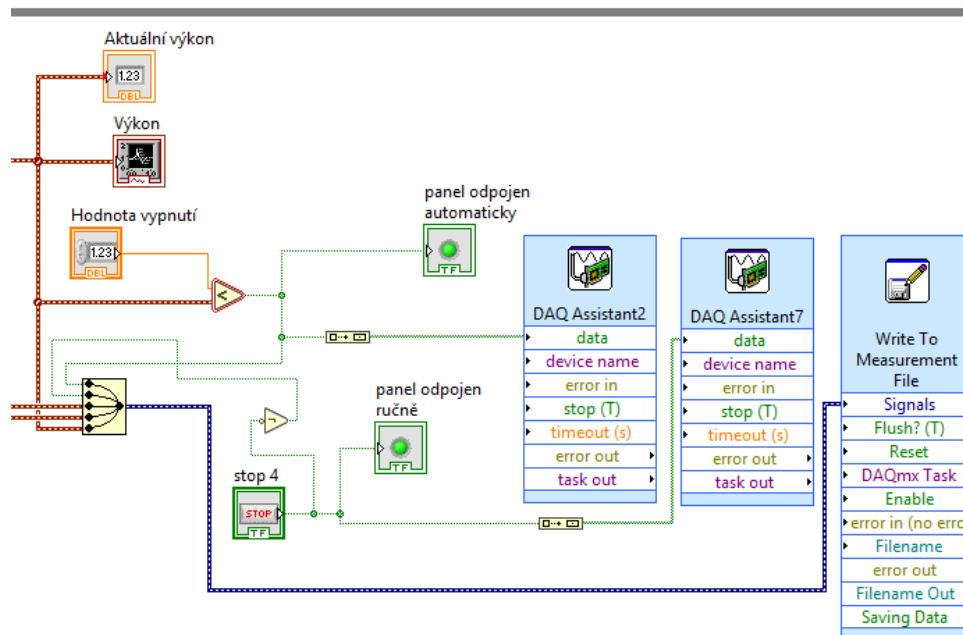 Aktuální výkon
1.23
DBL
Výkon
Hodnota vypnutí
1.23
DBL
<
panel odpojen
automaticky
TF
panel odpojen
ručně
TF
stop 4
STOP
TF
DAQ Assistant2
data
device name
error in
stop (T)
timeout (s)
error out
task out
DAQ Assistant7
data
device name
error in
stop (T)
timeout (s)
error out
task out
Write To
Measurement
File
Signals
Flush? (T)
Reset
DAQmx Task
Enable
error in (no erro
Filename
error out
Filename Out
Saving Data